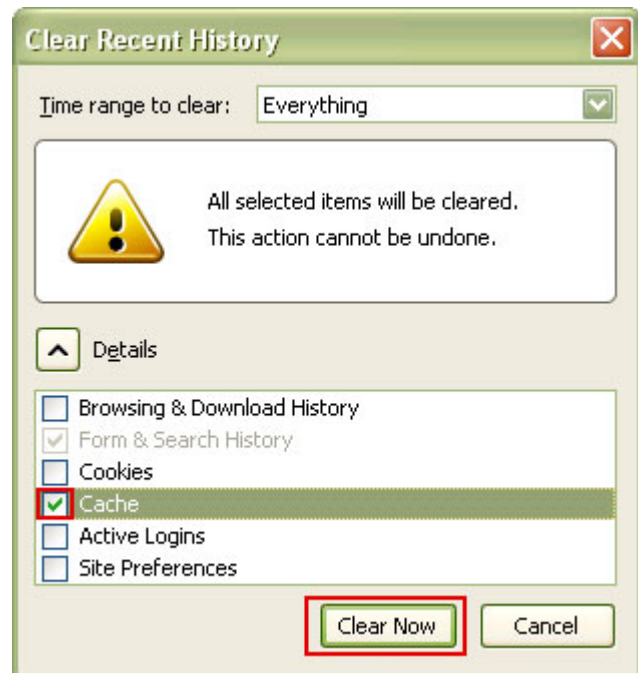 Clear Recent History
Time range to clear: Everything
All selected items will be cleared.
This action cannot be undone.
Details
Browsing & Download History
Form & Search History
Cookies
Cache
Active Logins
Site Preferences
Clear Now Cancel